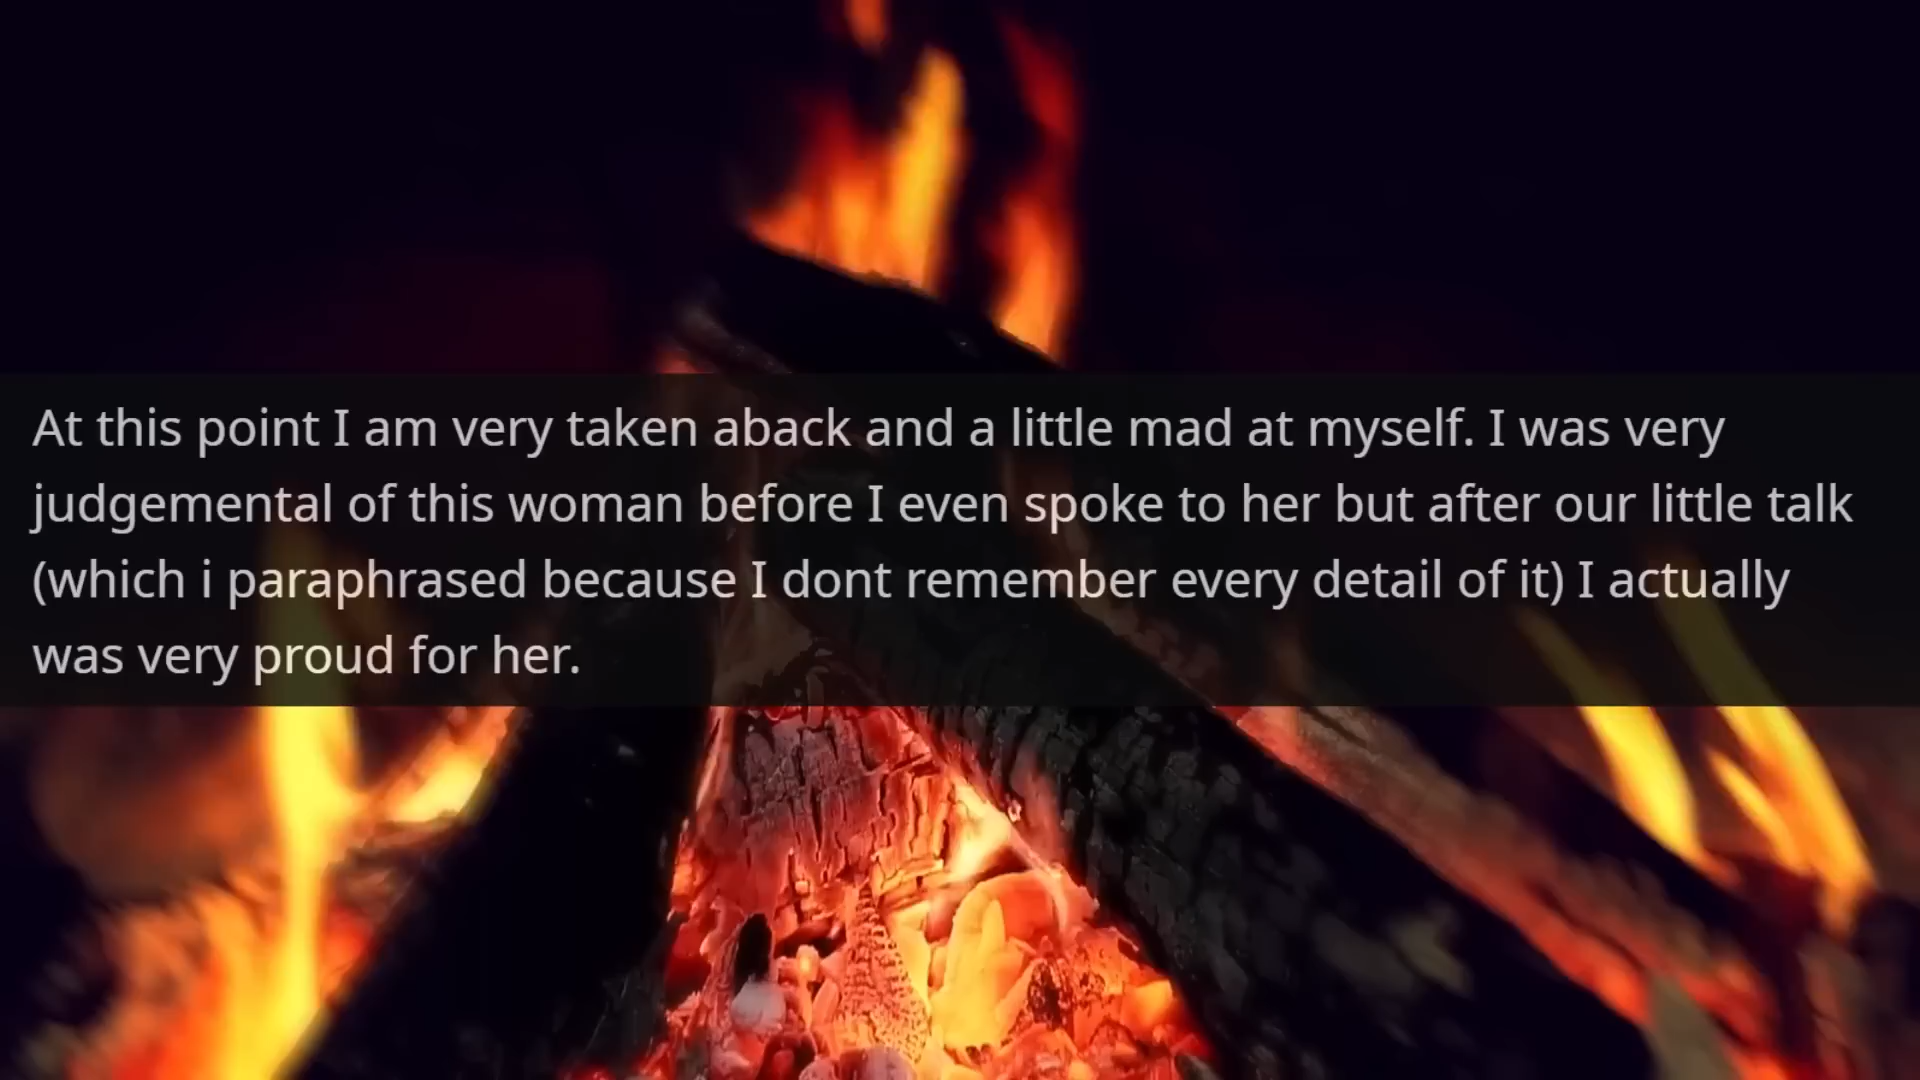 At this point I am very taken aback and a little mad at myself. I was very
judgemental of this woman before I even spoke to her but after our little talk
(which i paraphrased because I dont remember every detail of it) I actually
was very proud for her.